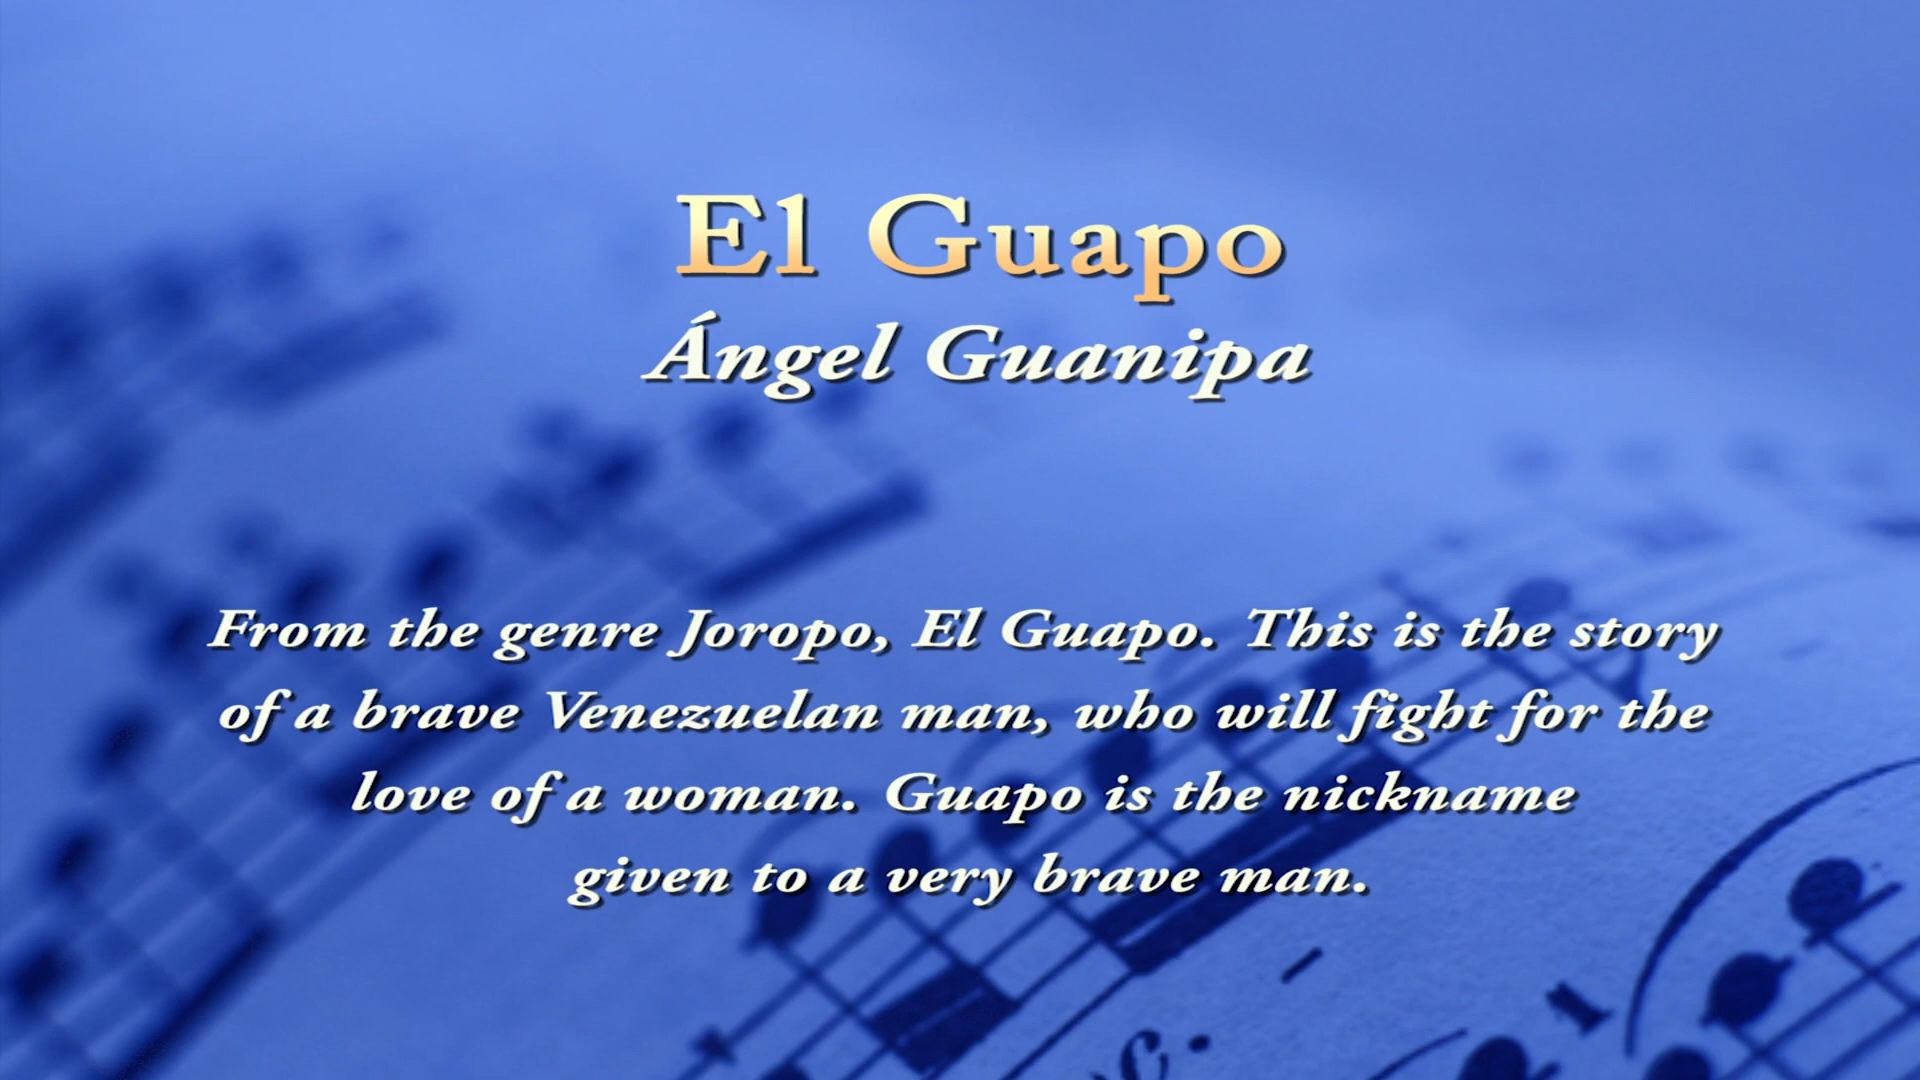 El Guapo
Ángel Guanipa
From the genre Joropo, El Guapo. This is the story
of a brave Venezuelan man, who will fight for the
love of a woman. Guapo is the nickname
given to a very brave man.